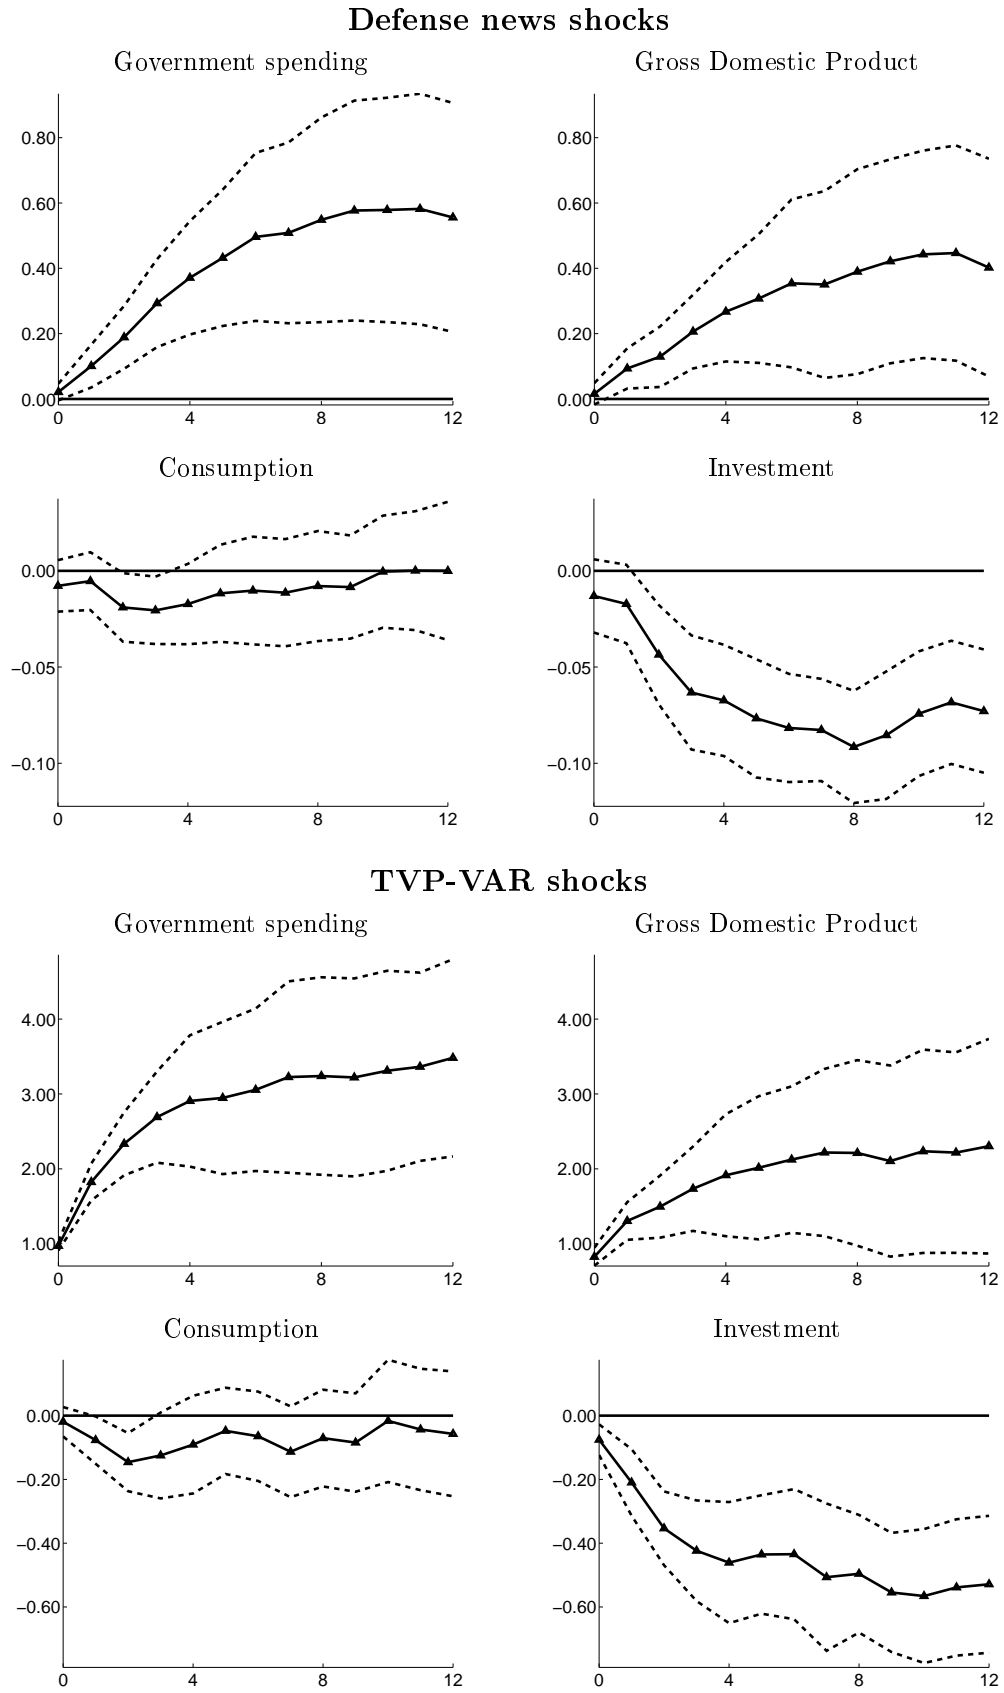 Defense news shocks
Government spending
0.80
0.60
0.40
0.20
0.00
0 4 8 12
Gross Domestic Product
0.80
0.60
0.40
0.20
0.00
0 4 8 12
Consumption
0.00
−0.05
−0.10
0 4 8 12
Investment
0.00
−0.05
−0.10
0 4 8 12
TVP-VAR shocks
Government spending
4.00
3.00
2.00
1.00
0 4 8 12
Gross Domestic Product
4.00
3.00
2.00
1.00
0 4 8 12
Consumption
0.00
−0.20
−0.40
−0.60
0 4 8 12
Investment
0.00
−0.20
−0.40
−0.60
0 4 8 12